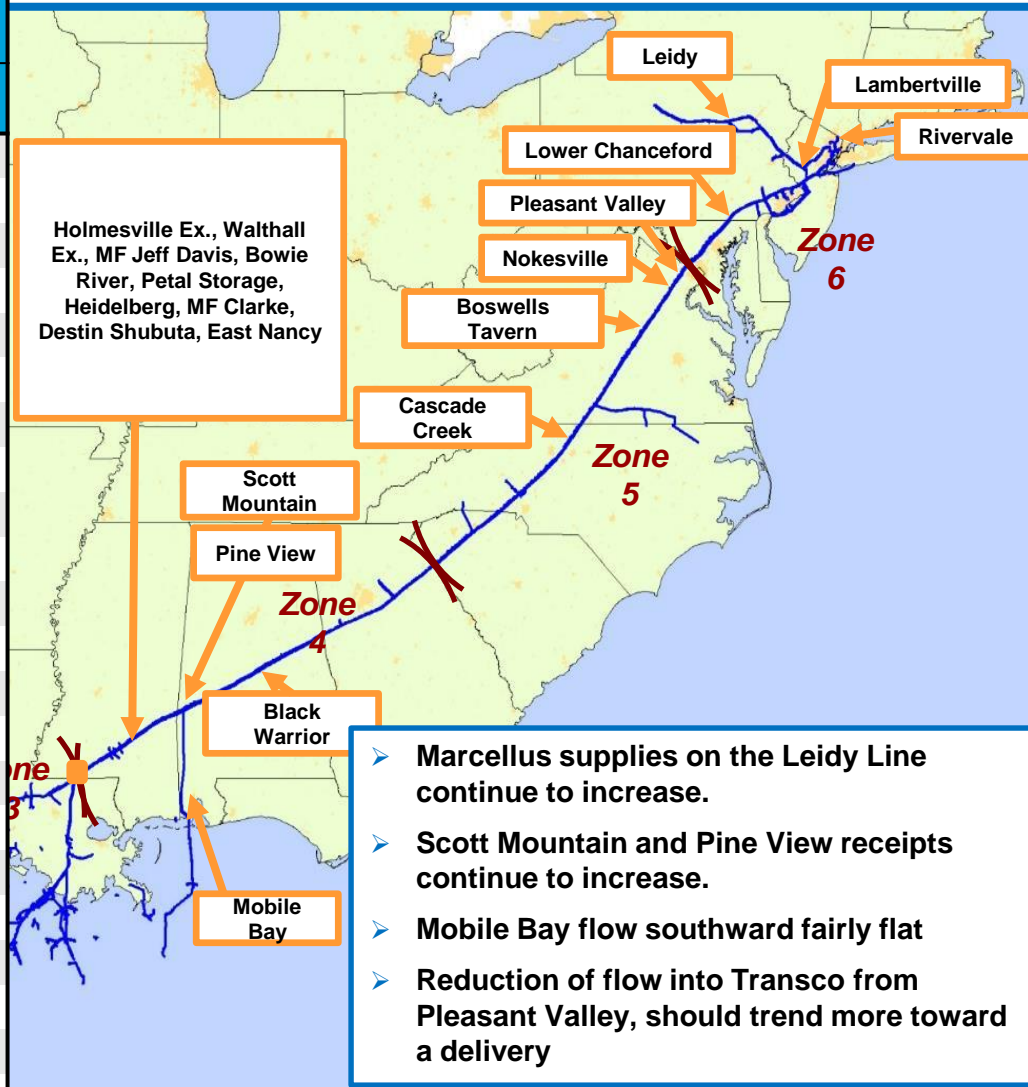 Leidy
Lambertville
Rivervale
Lower Chanceford
Pleasant Valley
Nokesville
Boswells
Tavern
Zone
6
Holmesville Ex., Walthall
Ex., MF Jeff Davis, Bowie
River, Petal Storage,
Heidelberg, MF Clarke,
Destin Shubuta, East Nancy
Cascade
Creek
Zone
5
Scott
Mountain
Pine View
Zone
4
Black
Warrior
one
3
Mobile
Bay
➢ Marcellus supplies on the Leidy Line
continue to increase.
➢ Scott Mountain and Pine View receipts
continue to increase.
➢ Mobile Bay flow southward fairly flat
➢ Reduction of flow into Transco from
Pleasant Valley, should trend more toward
a delivery